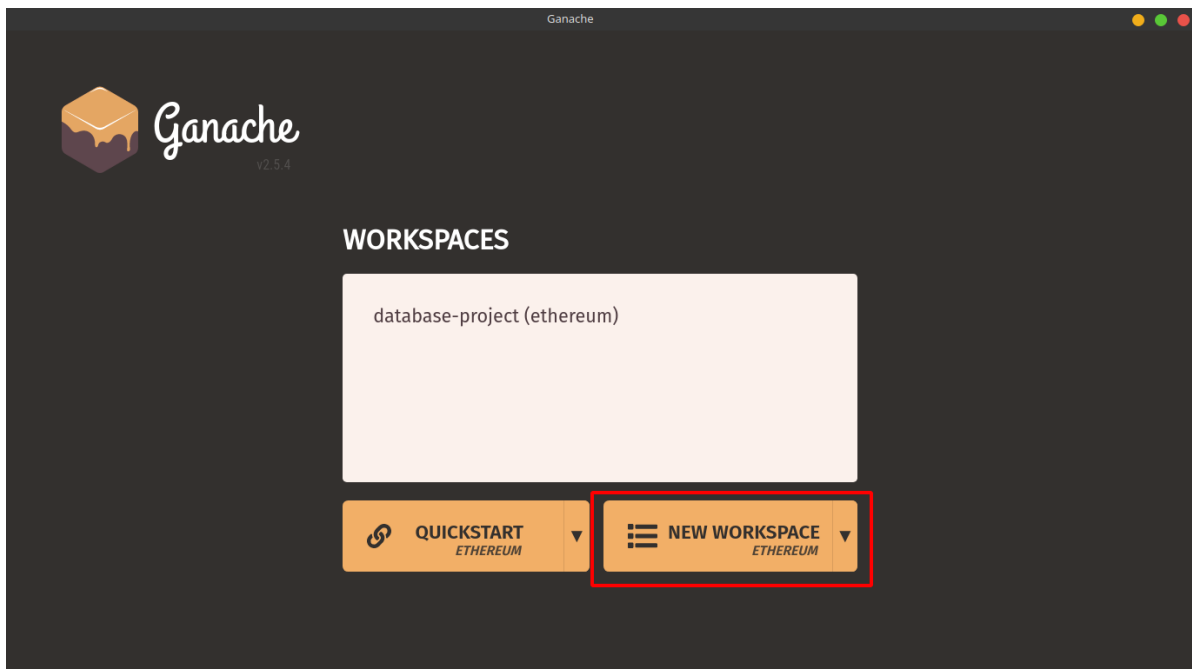 Ganache
Ganache
v2.5.4
WORKSPACES
database-project (ethereum)
QUICKSTART
ETHEREUM
NEW WORKSPACE
ETHEREUM